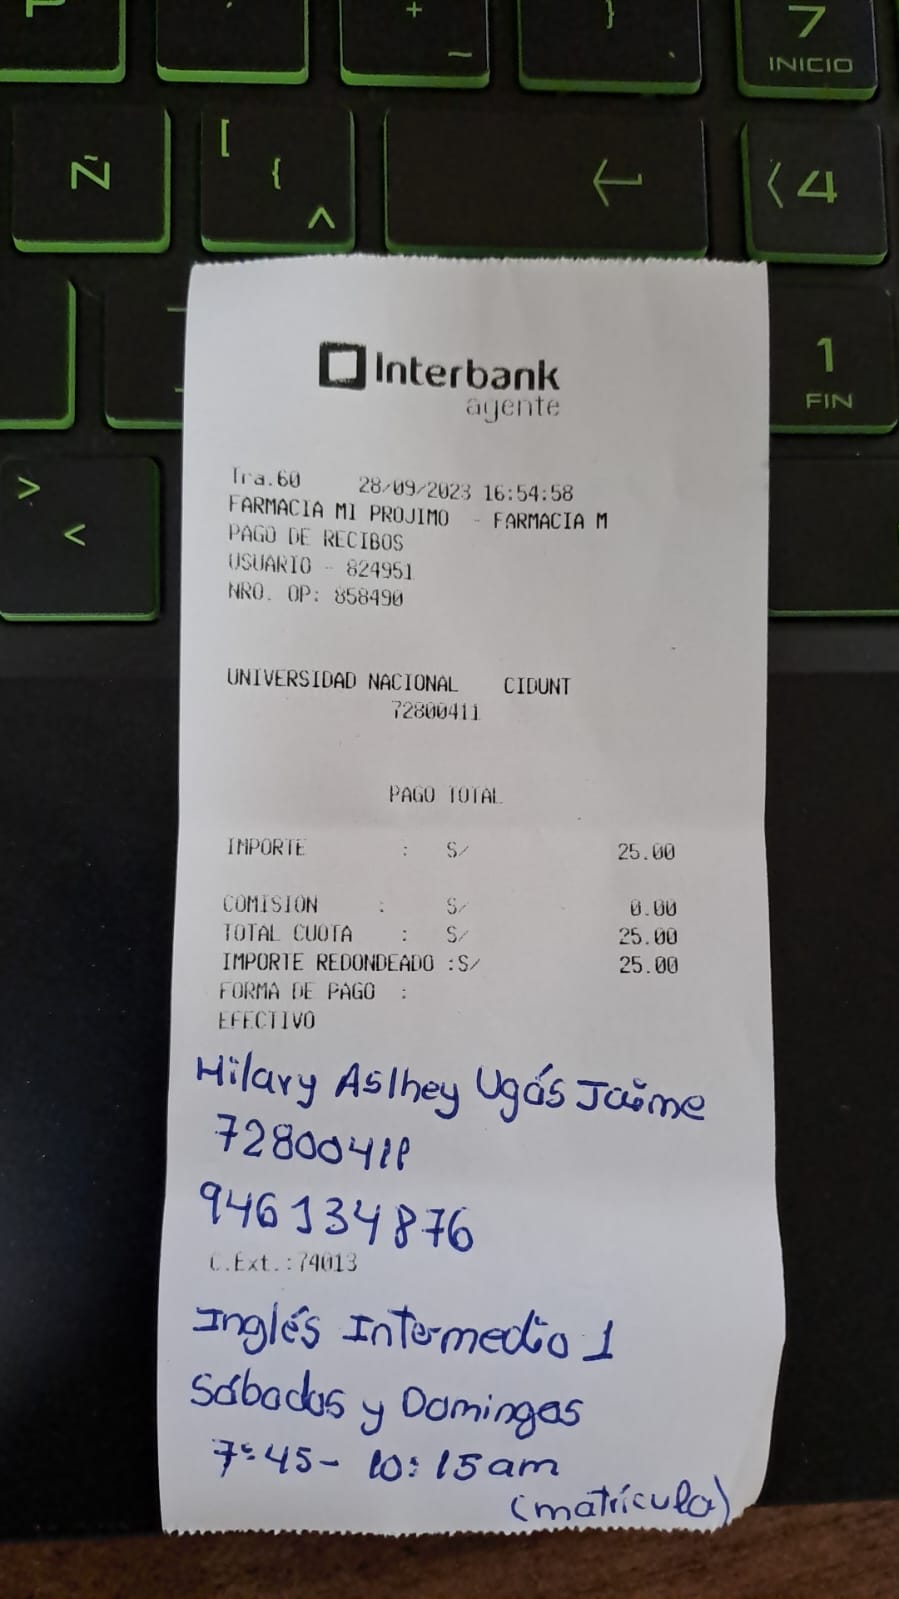 +
}
7
INICIO
Ñ
[
{
^
←
4
1
FIN
>
<
Interbank
agente
Tra.60 28/09/2023 16:54:58
FARMACIA MI PROJIMO - FARMACIA M
PAGO DE RECIBOS
USUARIO - 824951
NRO. OP: 858490
UNIVERSIDAD NACIONAL CIDUNT
72800411
PAGO TOTAL
IMPORTE : S/ 25.00
COMISION : S/ 0.00
TOTAL CUOTA : S/ 25.00
IMPORTE REDONDEADO :S/ 25.00
FORMA DE PAGO :
EFECTIVO
Hilary Aslhey Ugás Jaime
72800411
946134876
C.Ext.:74013
Inglés Intermedio 1
Sábados y Domingos
7:45 - 10:15 am
(matrícula)